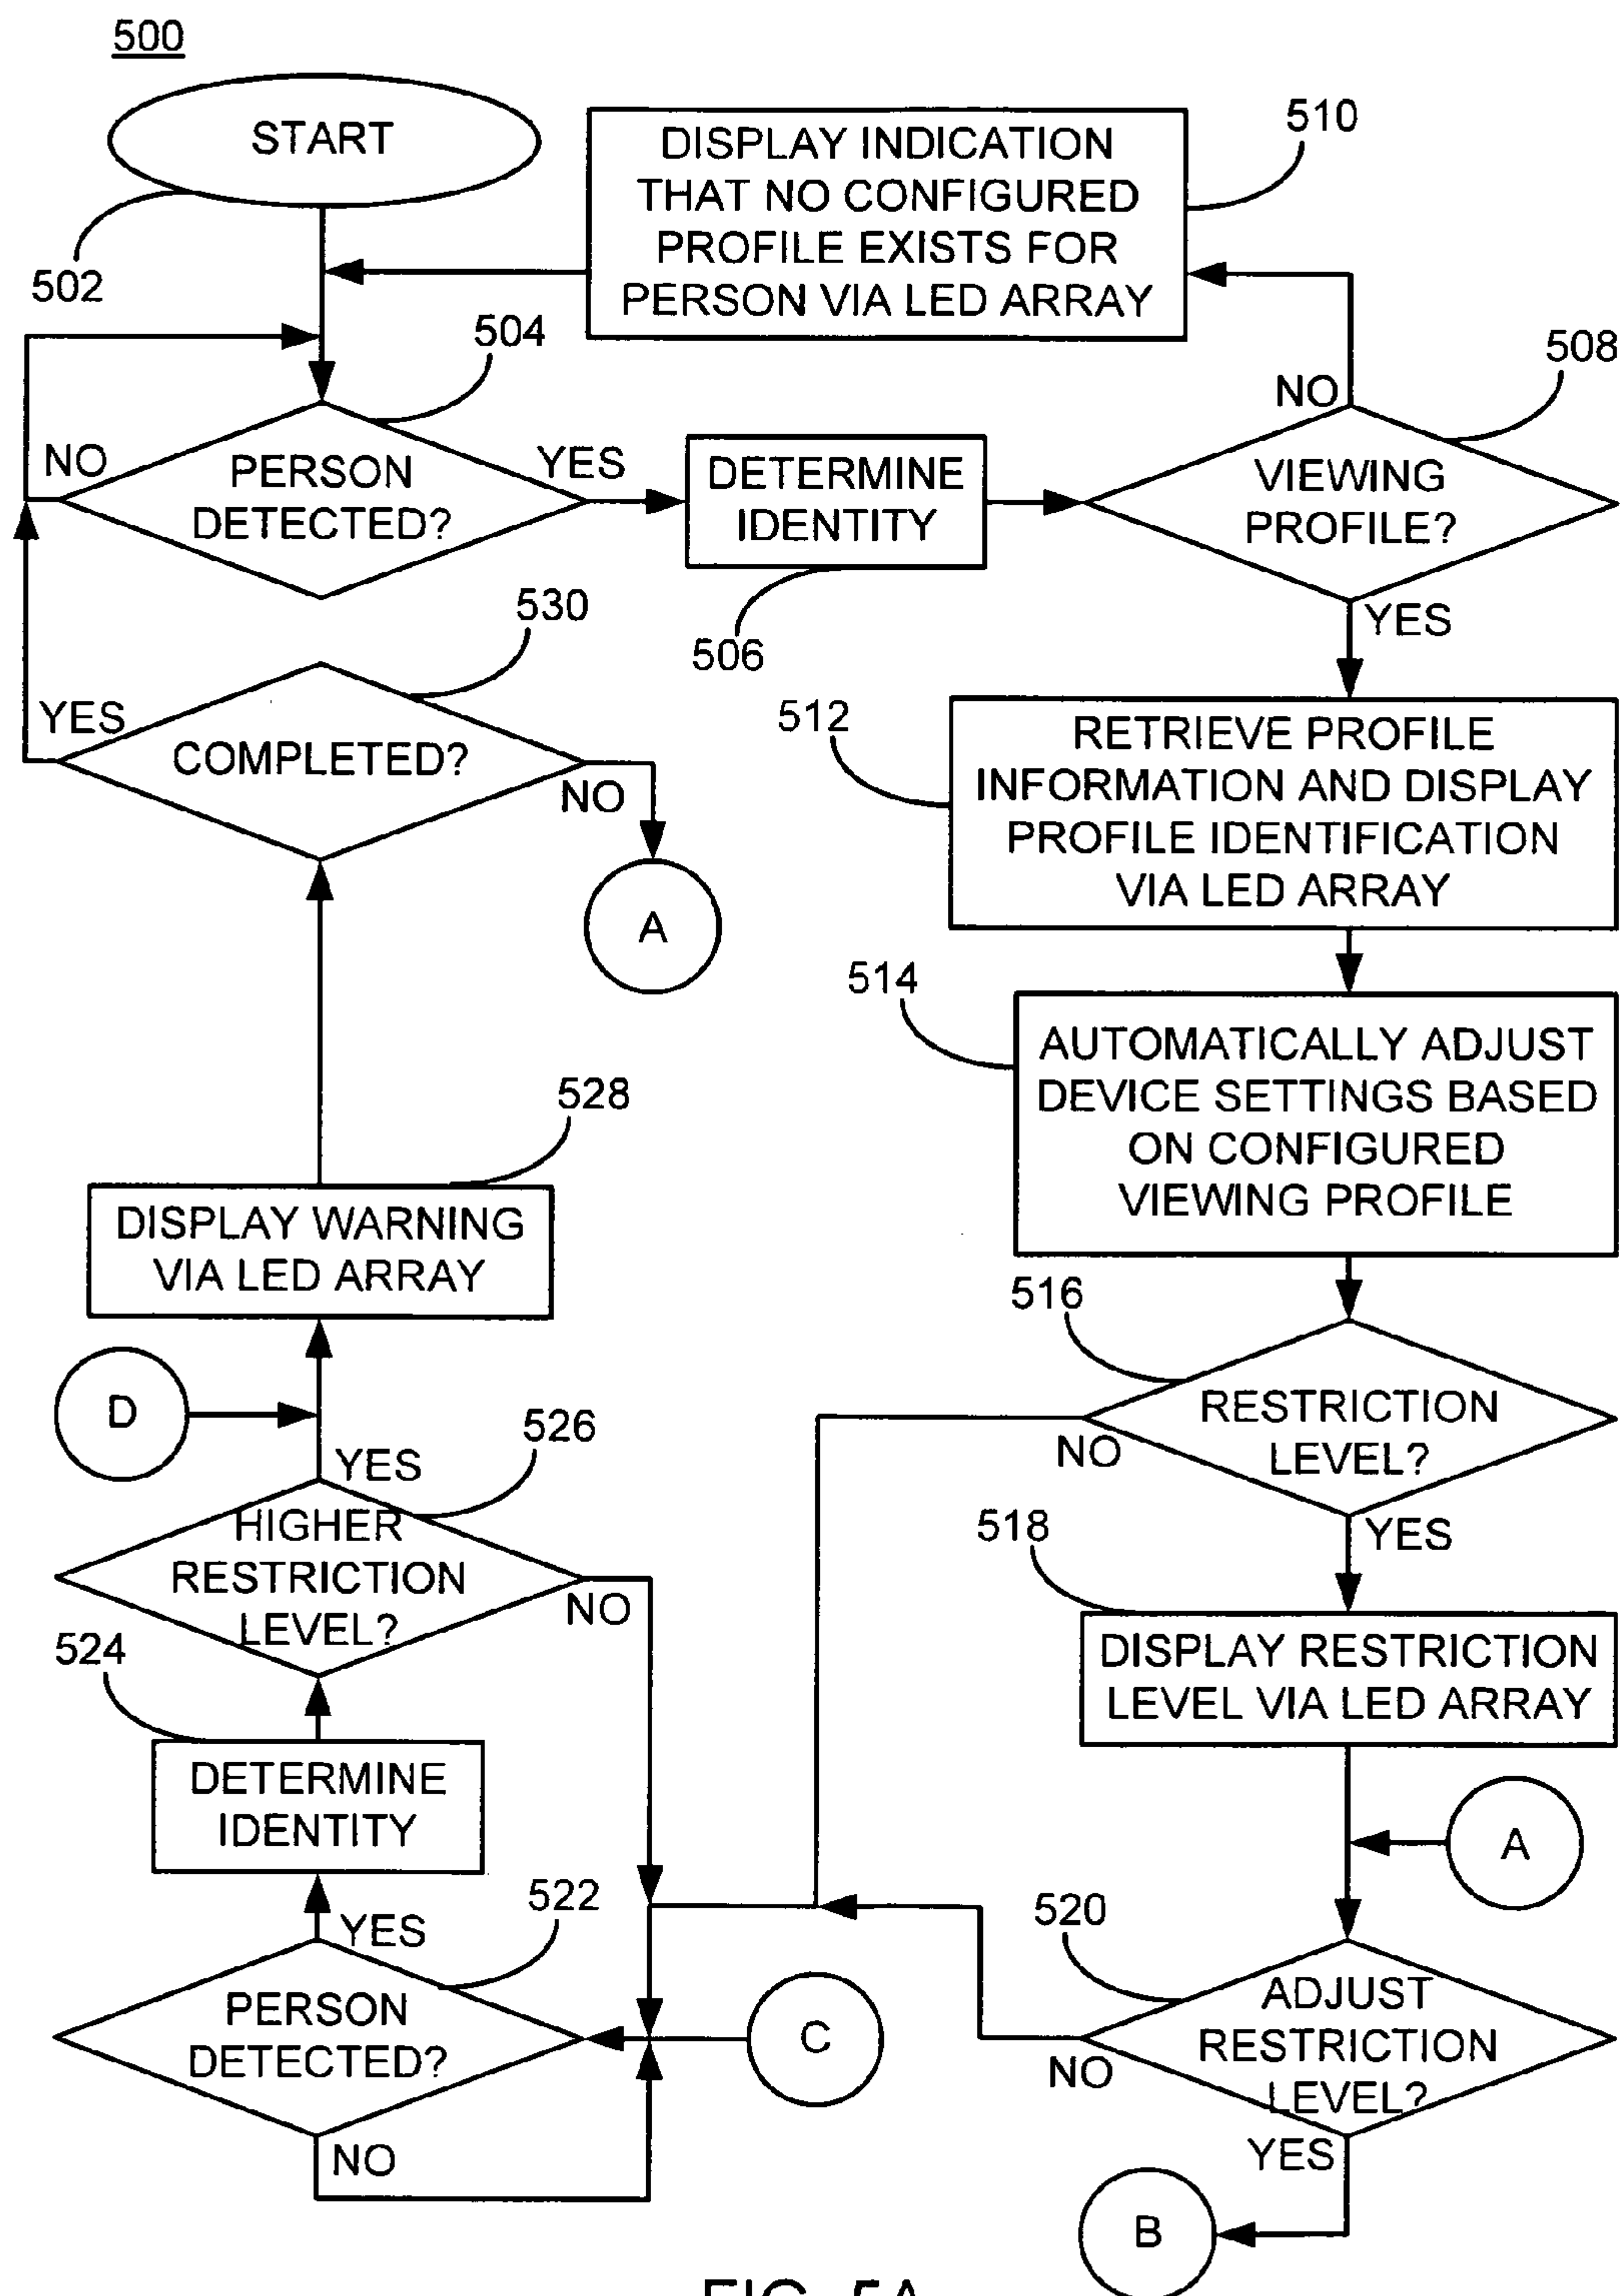 500
START
502
DISPLAY INDICATION
THAT NO CONFIGURED
PROFILE EXISTS FOR
PERSON VIA LED ARRAY
510
504
NO
PERSON
DETECTED?
YES
DETERMINE
IDENTITY
506
508
NO
VIEWING
PROFILE?
YES
530
YES
COMPLETED?
NO
A
512
RETRIEVE PROFILE
INFORMATION AND DISPLAY
PROFILE IDENTIFICATION
VIA LED ARRAY
514
AUTOMATICALLY ADJUST
DEVICE SETTINGS BASED
ON CONFIGURED
VIEWING PROFILE
528
DISPLAY WARNING
VIA LED ARRAY
516
RESTRICTION
LEVEL?
NO
YES
D
526
YES
HIGHER
RESTRICTION
LEVEL?
NO
518
DISPLAY RESTRICTION
LEVEL VIA LED ARRAY
524
DETERMINE
IDENTITY
A
522
YES
PERSON
DETECTED?
NO
C
520
ADJUST
RESTRICTION
LEVEL?
NO
YES
B
FIG. 5A